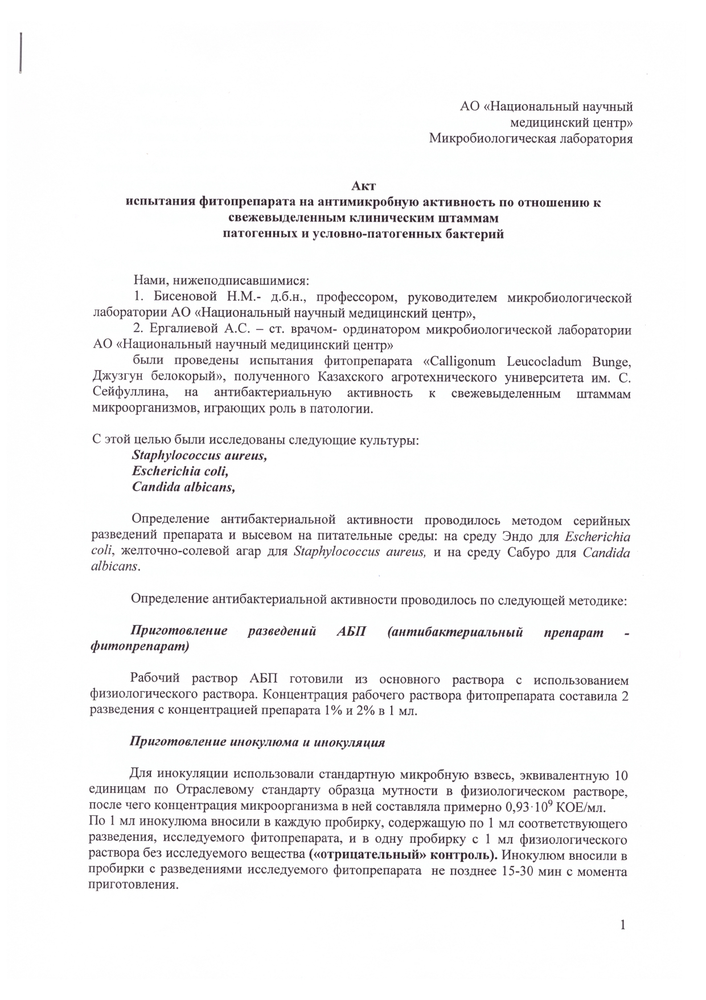 АО «Национальный научный
медицинский центр»
Микробиологическая лаборатория
Акт
испытания фитопрепарата на антимикробную активность по отношению к
свежевыделенным клиническим штаммам
патогенных и условно-патогенных бактерий
Нами, нижеподписавшимися:
1. Бисеновой Н.М.- д.б.н., профессором, руководителем микробиологической
лаборатории АО «Национальный научный медицинский центр»,
2. Ергалиевой А.С. – ст. врачом- ординатором микробиологической лаборатории
АО «Национальный научный медицинский центр»
были проведены испытания фитопрепарата «Calligonum Leucocladum Bunge,
Джузгун белокорый», полученного Казахского агротехнического университета им. С.
Сейфуллина, на антибактериальную активность к свежевыделенным штаммам
микроорганизмов, играющих роль в патологии.
С этой целью были исследованы следующие культуры:
Staphylococcus aureus,
Escherichia coli,
Candida albicans,
Определение антибактериальной активности проводилось методом серийных
разведений препарата и высевом на питательные среды: на среду Эндо для Escherichia
coli, желточно-солевой агар для Staphylococcus aureus, и на среду Сабуро для Candida
albicans.
Определение антибактериальной активности проводилось по следующей методике:
Приготовление разведений АБП (антибактериальный препарат -
фитопрепарат)
Рабочий раствор АБП готовили из основного раствора с использованием
физиологического раствора. Концентрация рабочего раствора фитопрепарата составила 2
разведения с концентрацией препарата 1% и 2% в 1 мл.
Приготовление инокулюма и инокуляция
Для инокуляции использовали стандартную микробную взвесь, эквивалентную 10
единицам по Отраслевому стандарту образца мутности в физиологическом растворе,
после чего концентрация микроорганизма в ней составляла примерно 0,93·10⁹ КОЕ/мл.
По 1 мл инокулюма вносили в каждую пробирку, содержащую по 1 мл соответствующего
разведения, исследуемого фитопрепарата, и в одну пробирку с 1 мл физиологического
раствора без исследуемого вещества («отрицательный» контроль). Инокулюм вносили в
пробирки с разведениями исследуемого фитопрепарата не позднее 15-30 мин с момента
приготовления.
1